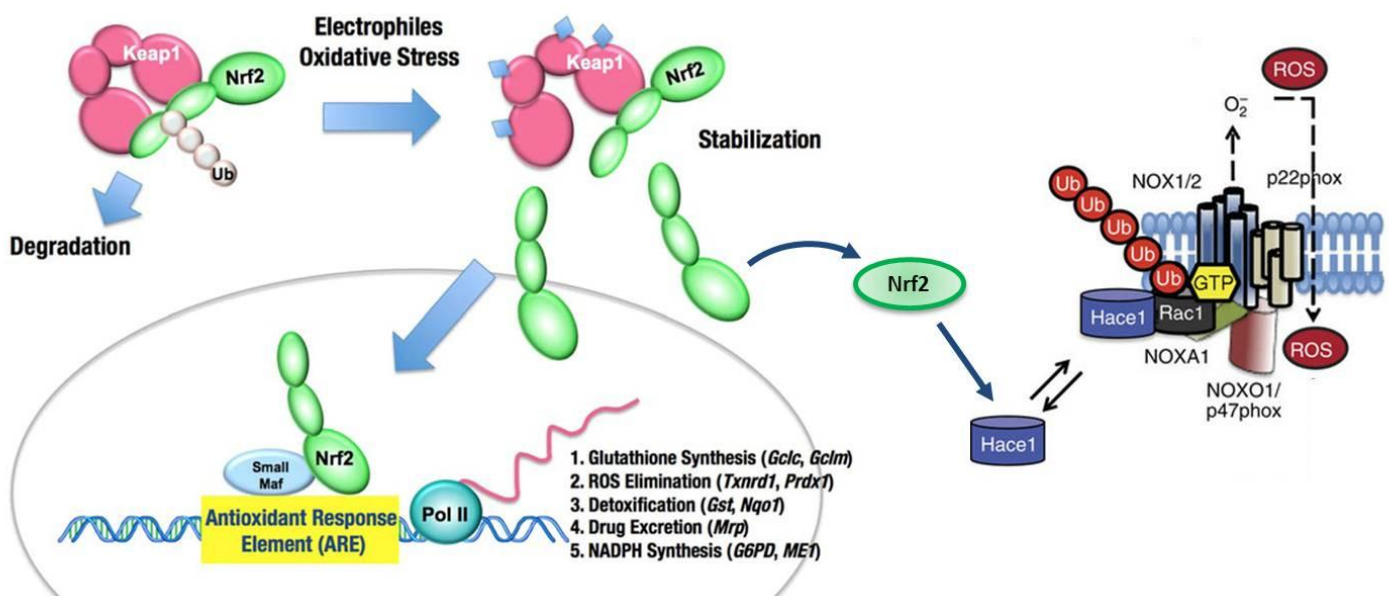 Keap1
Nrf2
Ub
Degradation
Electrophiles
Oxidative Stress
Keap1
Nrf2
Stabilization
Nrf2
Small
Maf
Nrf2
Antioxidant Response
Element (ARE)
Pol II
1. Glutathione Synthesis (Gclc, Gclm)
2. ROS Elimination (Txnrd1, Prdx1)
3. Detoxification (Gst, Nqo1)
4. Drug Excretion (Mrp)
5. NADPH Synthesis (G6PD, ME1)
Hace1
ROS
O₂⁻
NOX1/2
p22phox
Ub
Ub
Ub
Ub
Ub
GTP
Hace1
Rac1
NOXA1
ROS
NOXO1/
p47phox